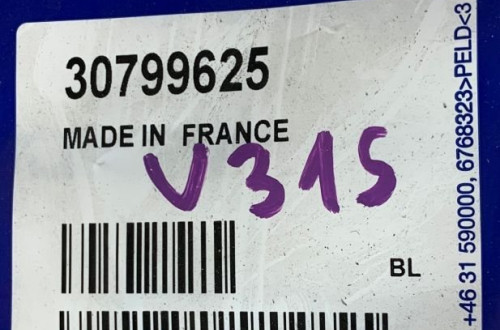 30799625
MADE IN FRANCE
V315
BL
+46 31 590000, 6768323>PELD<3